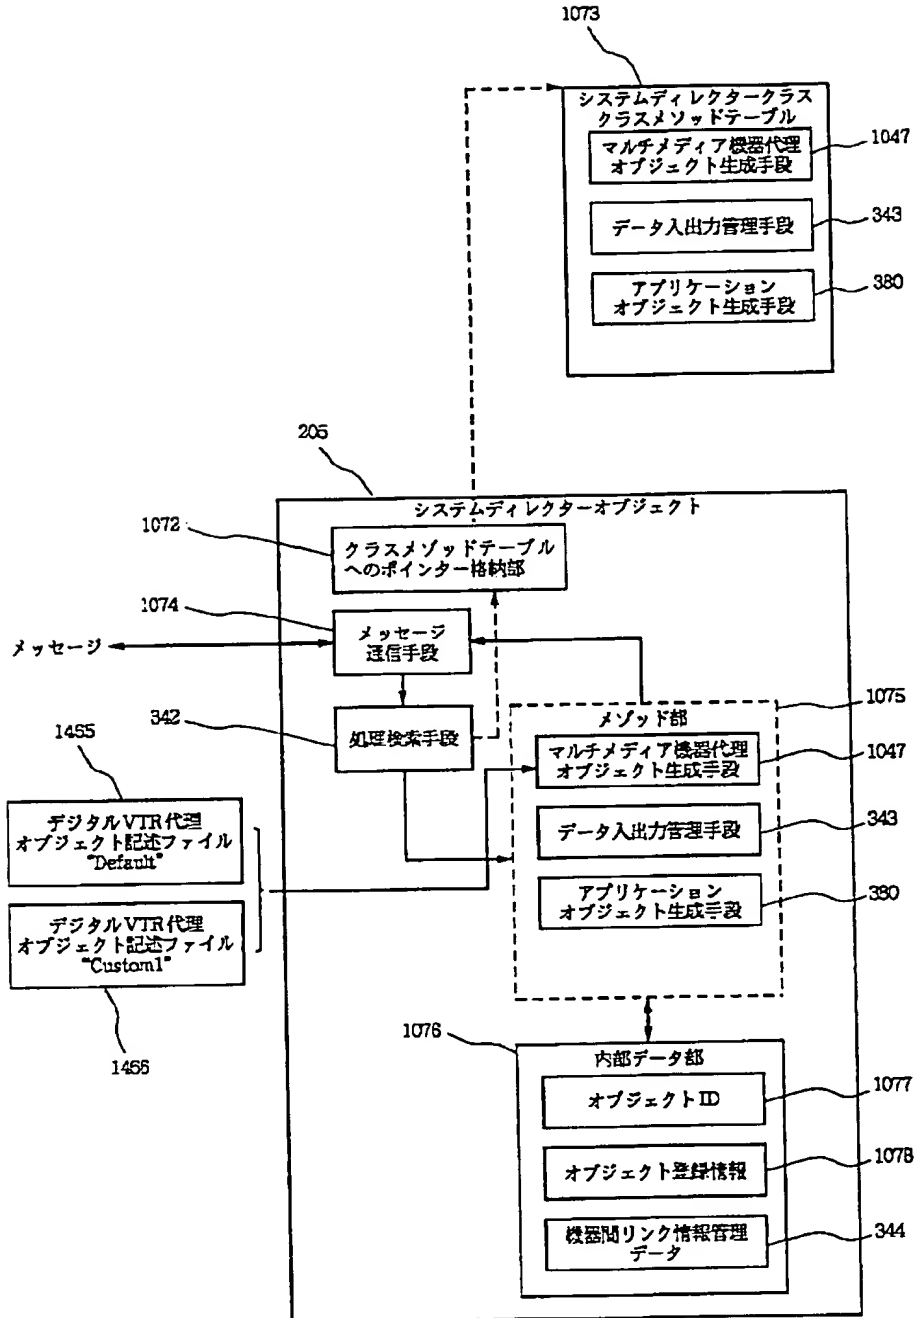 1073
システムディレクタークラス
クラスメソッドテーブル
マルチメディア機器代理
オブジェクト生成手段
1047
データ入出力管理手段
343
アプリケーション
オブジェクト生成手段
380
205
システムディレクターオブジェクト
1072
クラスメゾッドテーブル
へのポインター格納部
1074
メッセージ
メッセージ
通信手段
342
処理検索手段
1075
メゾッド部
マルチメディア機器代理
オブジェクト生成手段
1047
データ入出力管理手段
343
アプリケーション
オブジェクト生成手段
380
1465
デジタルVTR代理
オブジェクト記述ファイル
"Default"
デジタルVTR代理
オブジェクト記述ファイル
"Custom1"
1466
1076
内部データ部
オブジェクトID
1077
オブジェクト登録情報
1078
機器間リンク情報管理
データ
344